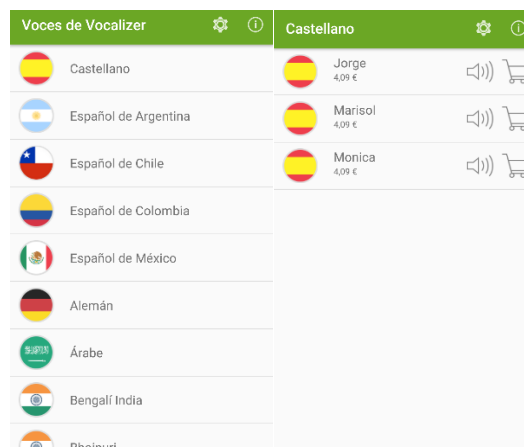 Voces de Vocalizer
Castellano
Español de Argentina
Español de Chile
Español de Colombia
Español de México
Alemán
Árabe
Bengalí India
Bhojpuri
Castellano
Jorge
4,09 €
Marisol
4,09 €
Monica
4,09 €